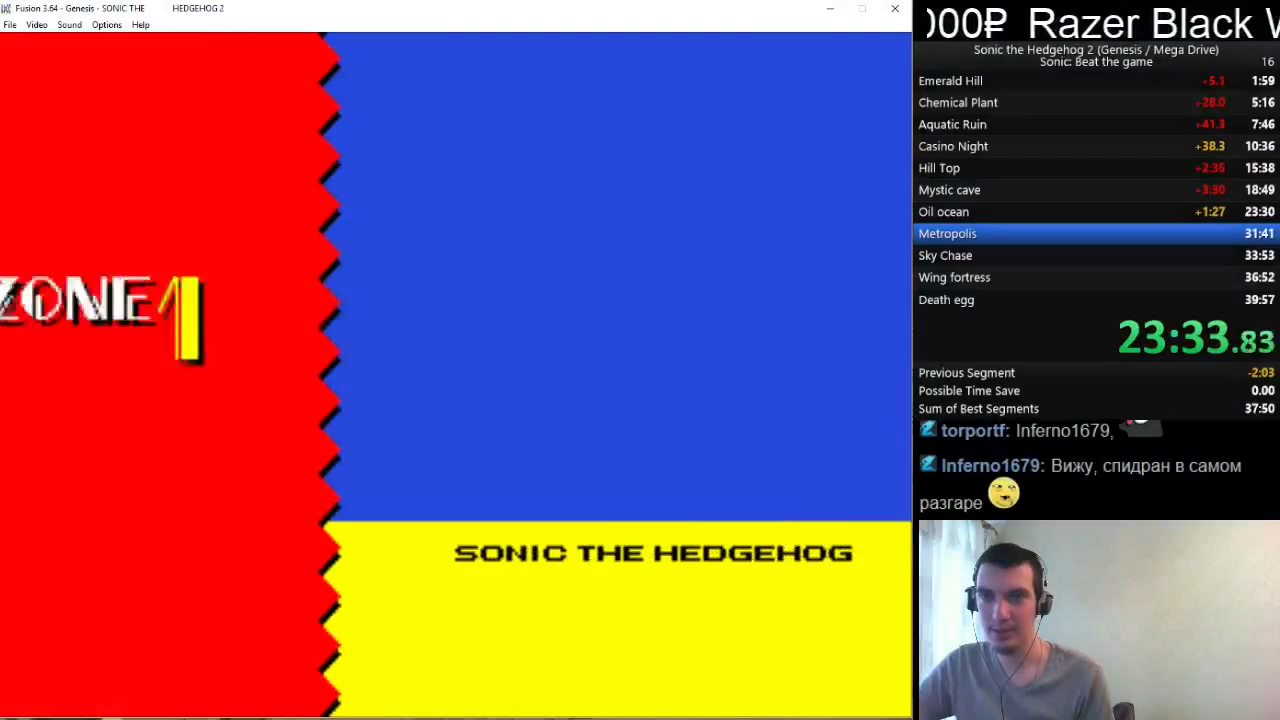 Fusion 3.64 - Genesis - SONIC THE HEDGEHOG 2
File Video Sound Options Help
ZONE 1
SONIC THE HEDGEHOG
000₽ Razer Black W
Sonic the Hedgehog 2 (Genesis / Mega Drive)
Sonic: Beat the game 16
Emerald Hill +5.1 1:59
Chemical Plant +28.0 5:16
Aquatic Ruin +41.3 7:46
Casino Night +38.3 10:36
Hill Top +2:35 15:38
Mystic cave +3:30 18:49
Oil ocean +1:27 23:30
Metropolis 31:41
Sky Chase 33:53
Wing fortress 36:52
Death egg 39:57
23:33.83
Previous Segment -2:03
Possible Time Save 0.00
Sum of Best Segments 37:50
torportf: Inferno1679,
Inferno1679: Вижу, спидран в самом
разгаре